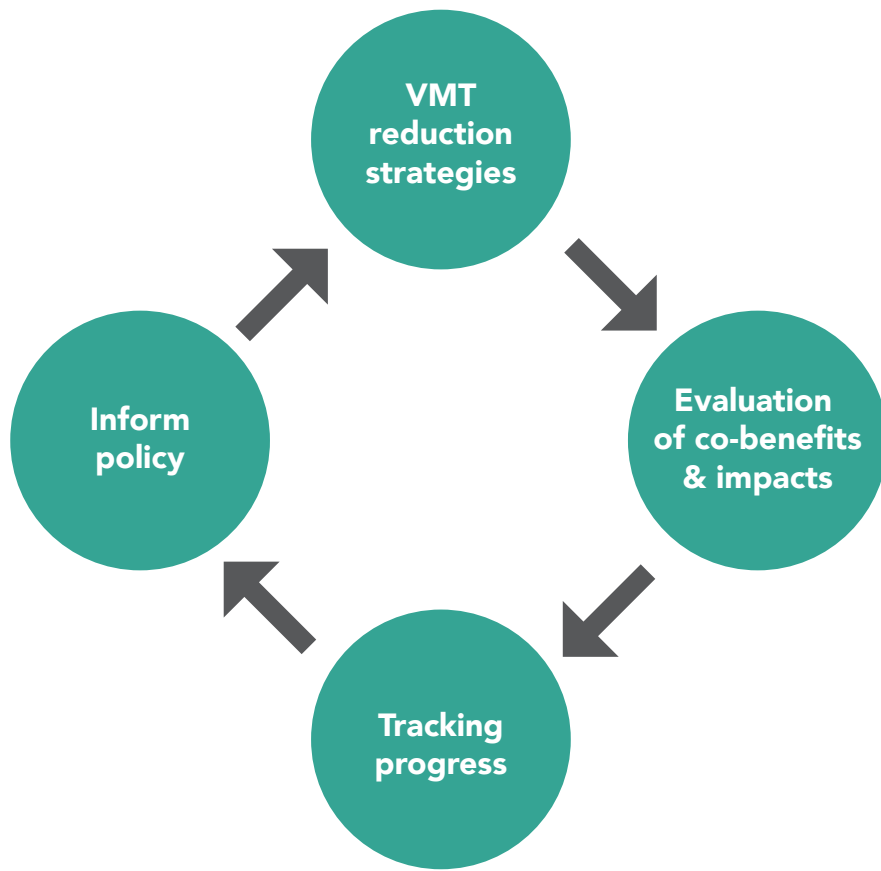 VMT
reduction
strategies
Evaluation
of co-benefits
& impacts
Tracking
progress
Inform
policy